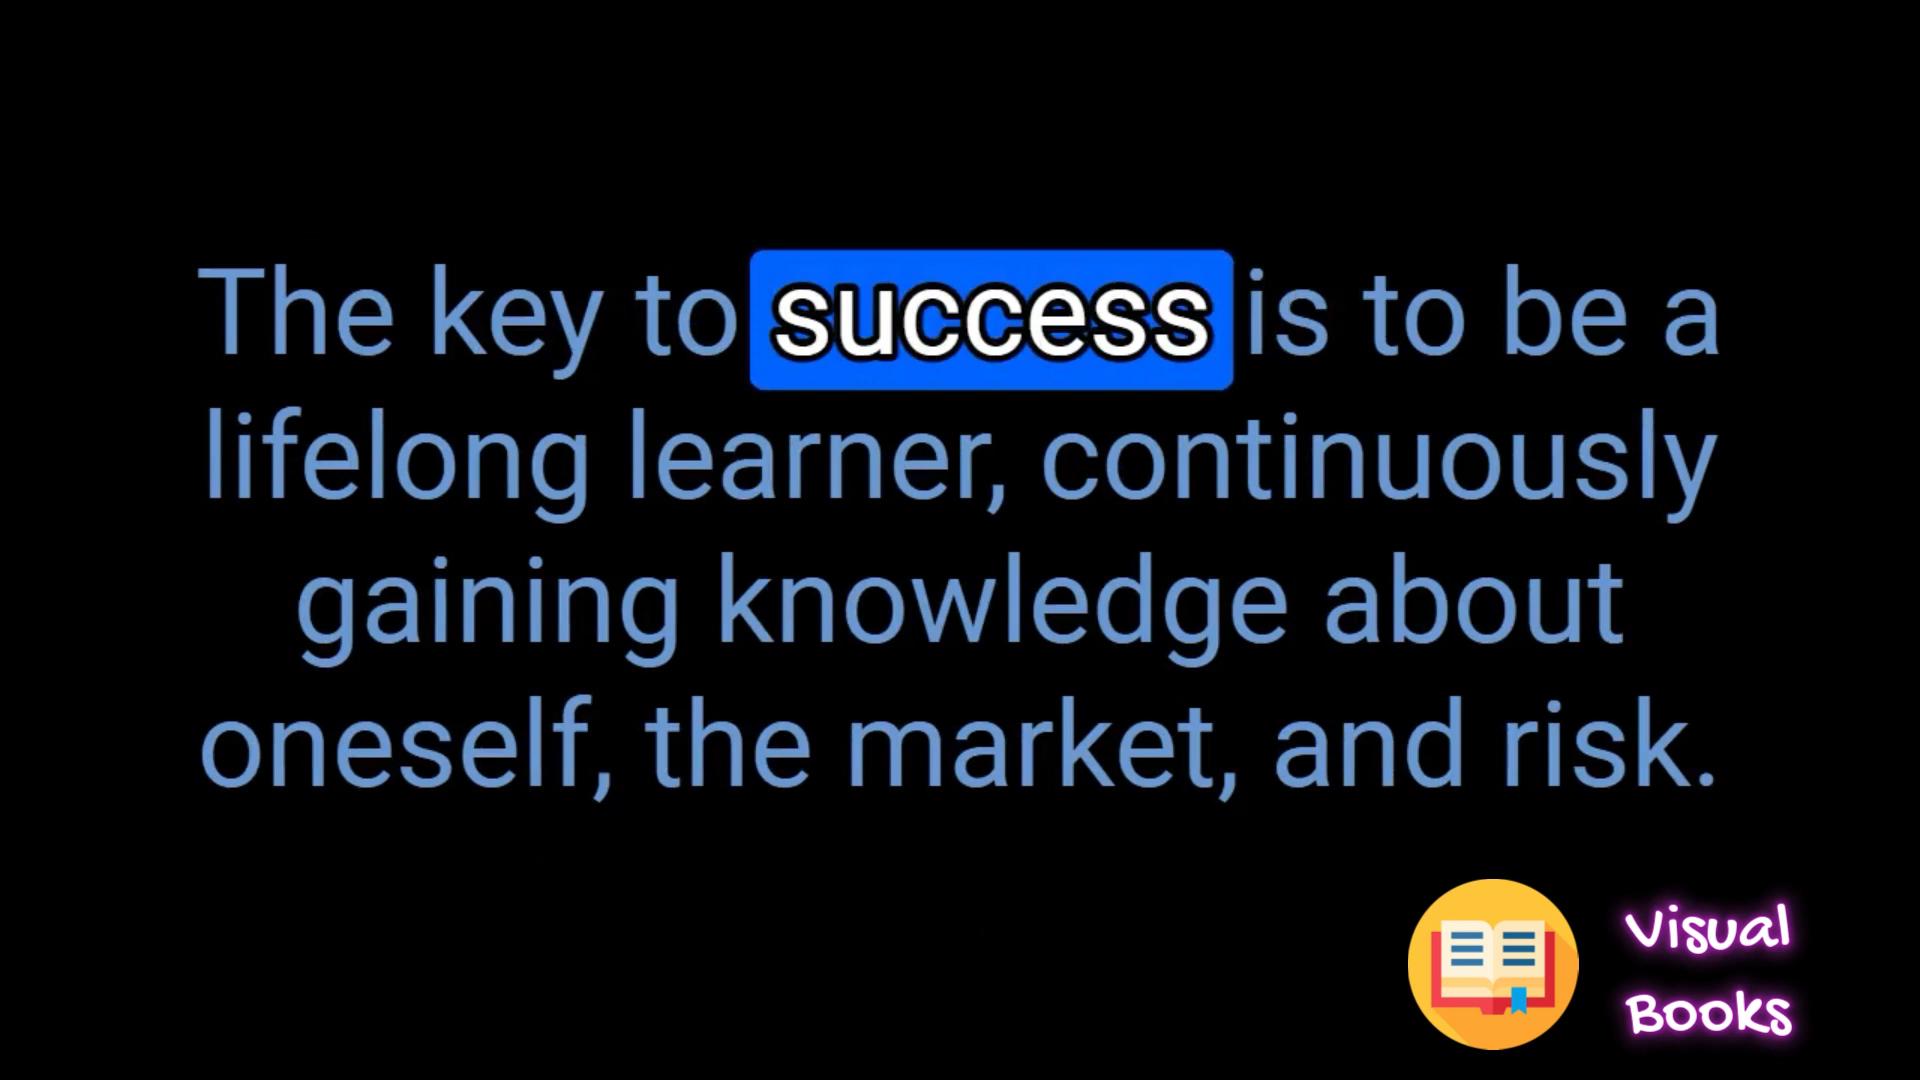 The key to success is to be a
lifelong learner, continuously
gaining knowledge about
oneself, the market, and risk.
Visual
Books